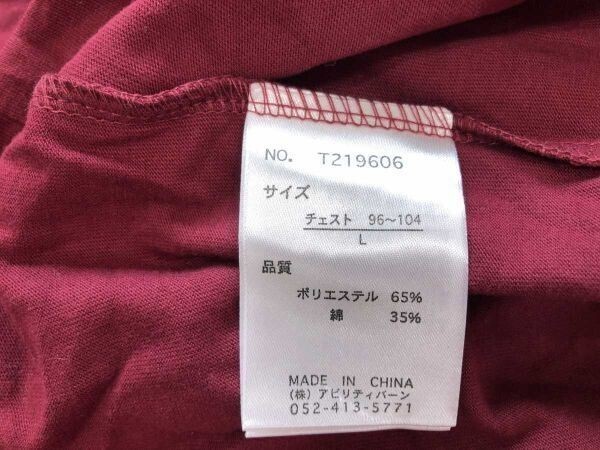 NO. T219606
サイズ
チェスト 96～104
L
品質
ポリエステル 65%
綿 35%
MADE IN CHINA
(株) アビリティバーン
052-413-5771